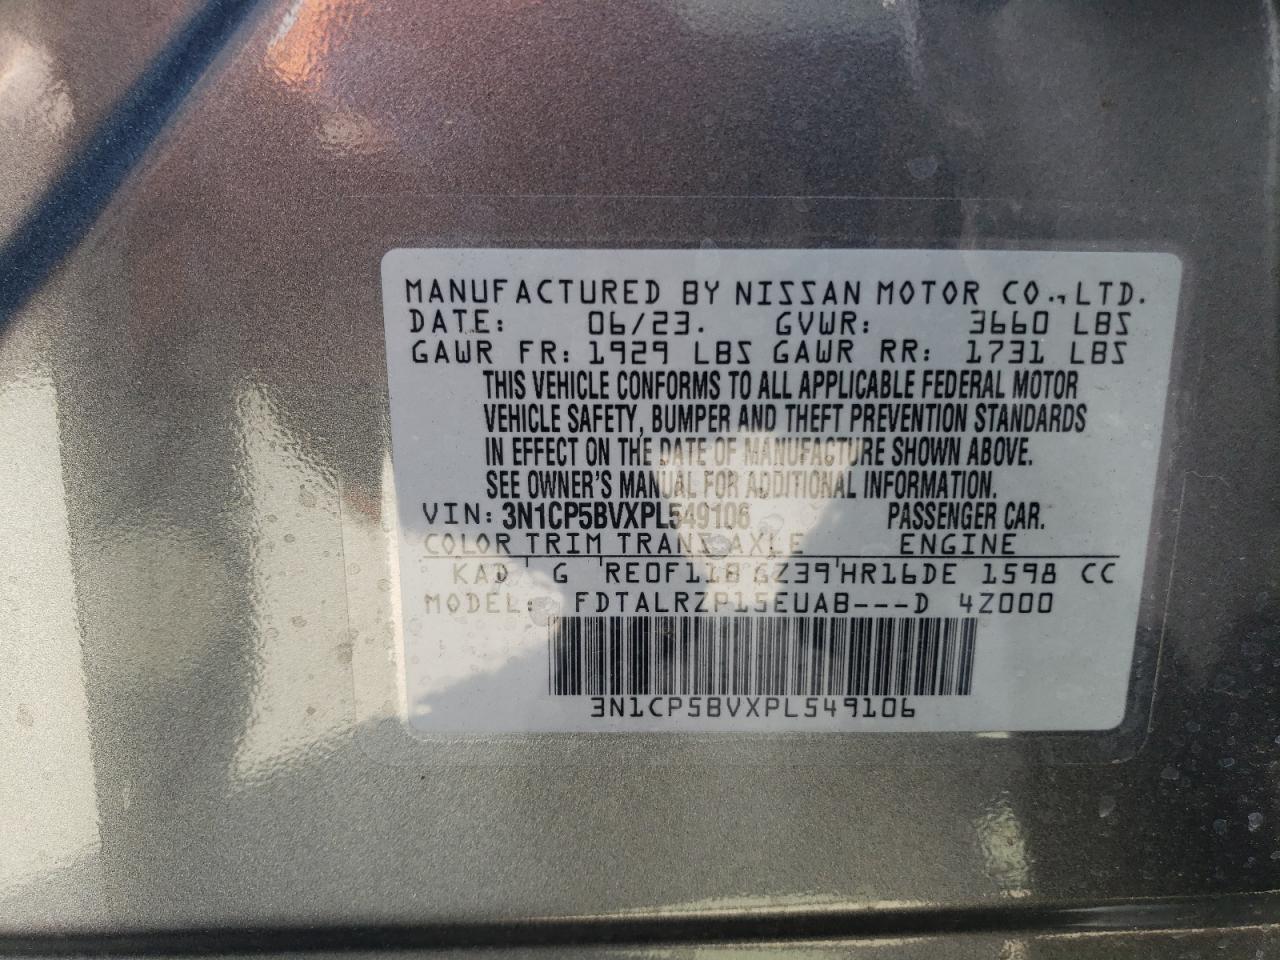 MANUFACTURED BY NISSAN MOTOR CO., LTD.
DATE: 06/23. GVWR: 3660 LBS
GAWR FR: 1929 LBS GAWR RR: 1731 LBS
THIS VEHICLE CONFORMS TO ALL APPLICABLE FEDERAL MOTOR
VEHICLE SAFETY, BUMPER AND THEFT PREVENTION STANDARDS
IN EFFECT ON THE DATE OF MANUFACTURE SHOWN ABOVE.
SEE OWNER'S MANUAL FOR ADDITIONAL INFORMATION.
VIN: 3N1CP5BVXPL549106 PASSENGER CAR.
COLOR TRIM TRANS AXLE ENGINE
KAD ' G ' RE0F11B GZ39 ' HR16DE 1598 CC
MODEL: FDTALRZP15EUAB---D 4Z000
3N1CP5BVXPL549106